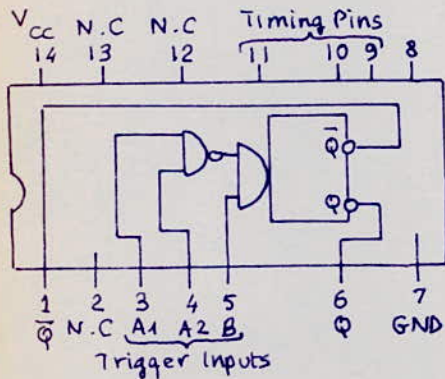 Vcc N.C N.C Timing Pins
14 13 12 11 10 9 8
Q̅
Q
1 2 3 4 5 6 7
Q̅ N.C A1 A2 B Q GND
Trigger Inputs